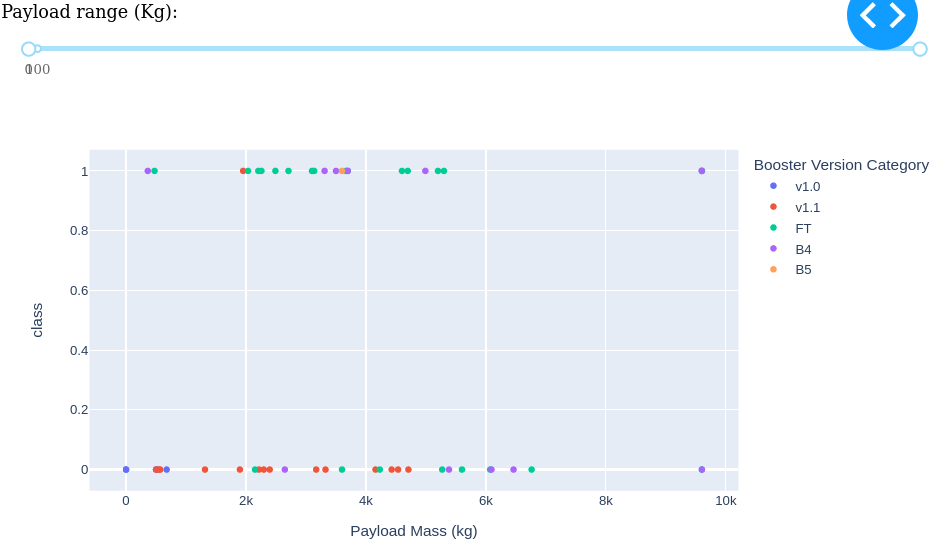 Payload range (Kg):
0
100
Booster Version Category
v1.0
v1.1
FT
B4
B5
1
0.8
0.6
0.4
0.2
0
class
0
2k
4k
6k
8k
10k
Payload Mass (kg)